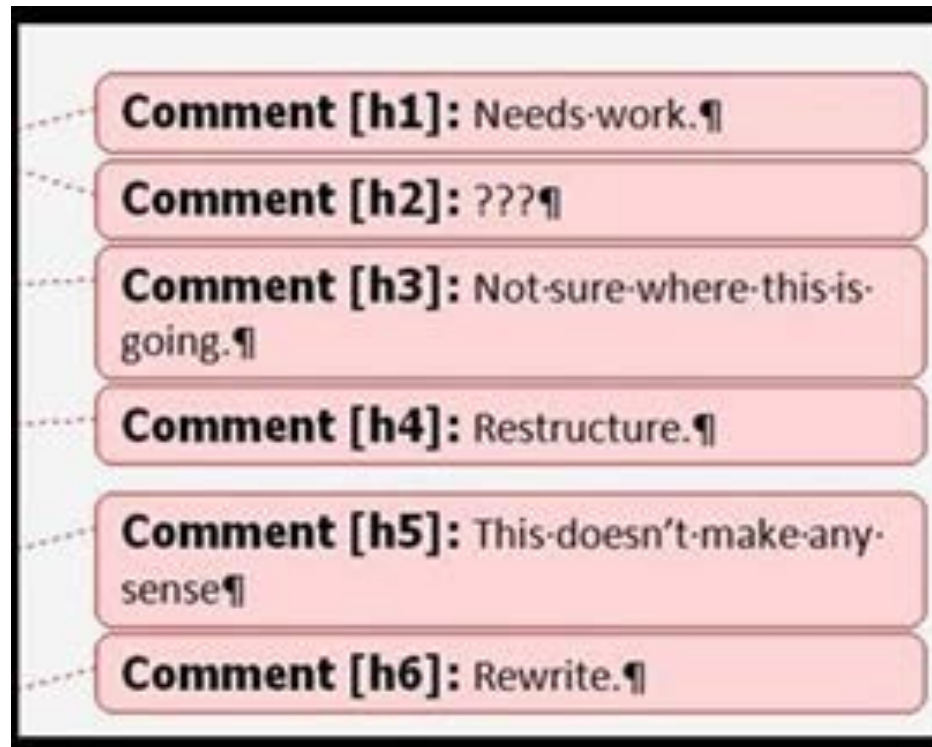 Comment [h1]: Needs·work.¶
Comment [h2]: ???¶
Comment [h3]: Not·sure·where·this·is·
going.¶
Comment [h4]: Restructure.¶
Comment [h5]: This·doesn’t·make·any·
sense¶
Comment [h6]: Rewrite.¶